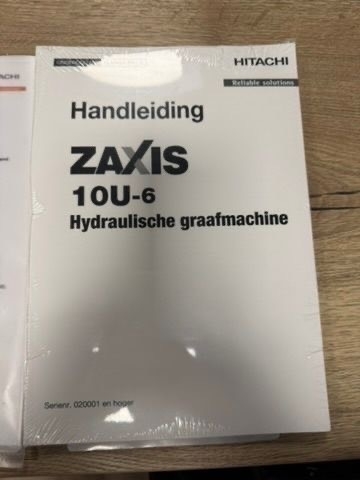 HITACHI
Reliable solutions
Handleiding
ZAXIS
10U-6
Hydraulische graafmachine
Serienr. 020001 en hoger